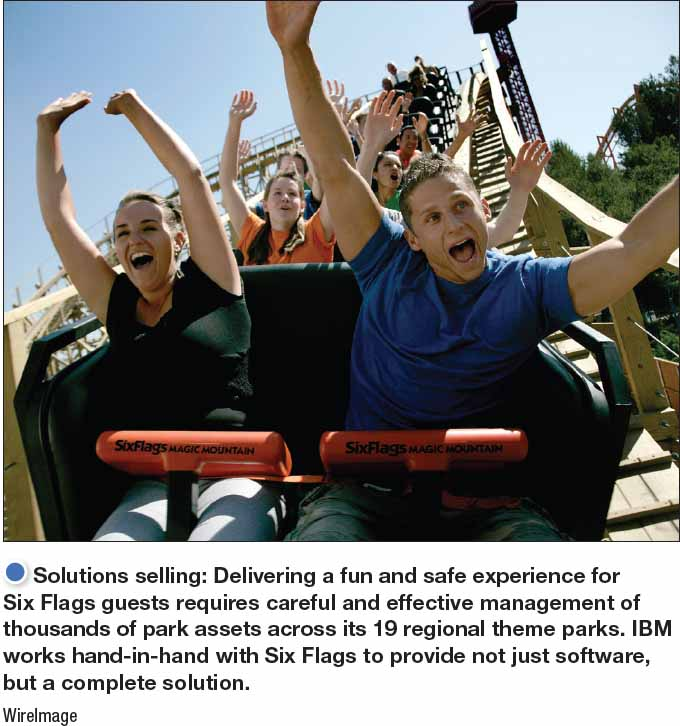 SixFlags MAGIC MOUNTAIN
SixFlags MAGIC MOUNTAIN
Solutions selling: Delivering a fun and safe experience for
Six Flags guests requires careful and effective management of
thousands of park assets across its 19 regional theme parks. IBM
works hand-in-hand with Six Flags to provide not just software,
but a complete solution.
WireImage